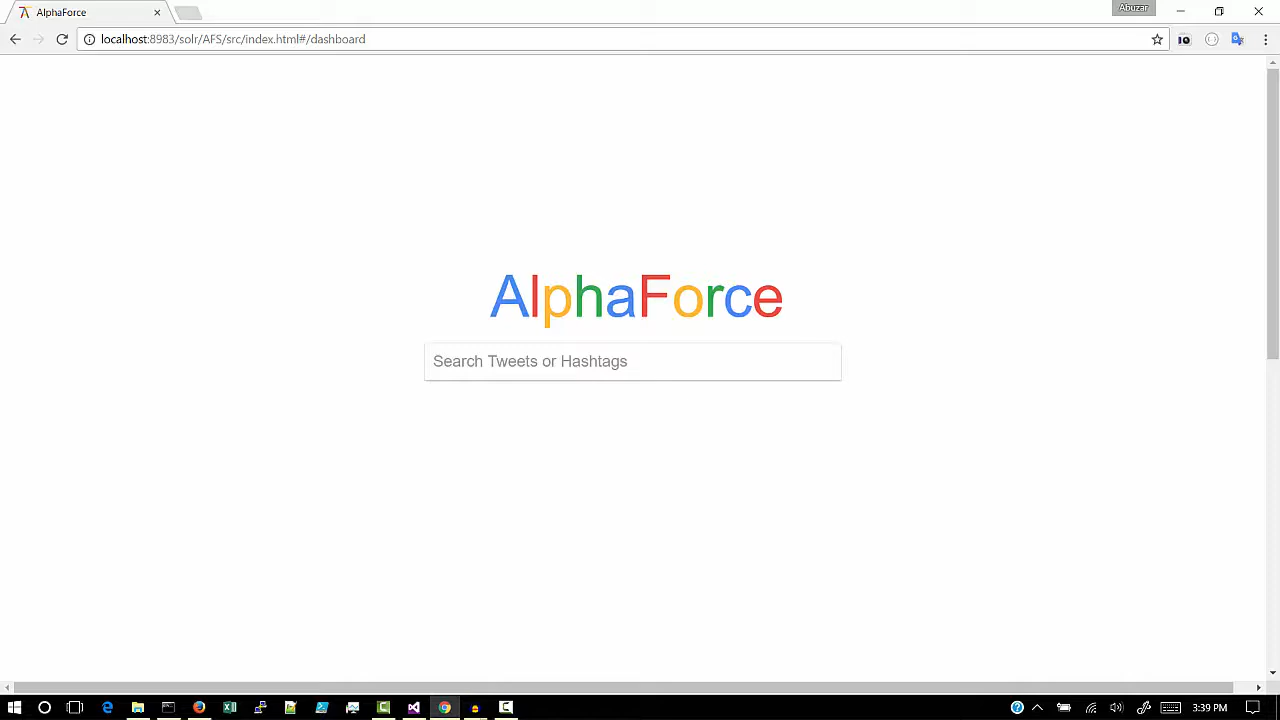 AlphaForce
Abuzar
localhost:8983/solr/AFS/src/index.html#/dashboard
AlphaForce
Search Tweets or Hashtags
3:39 PM